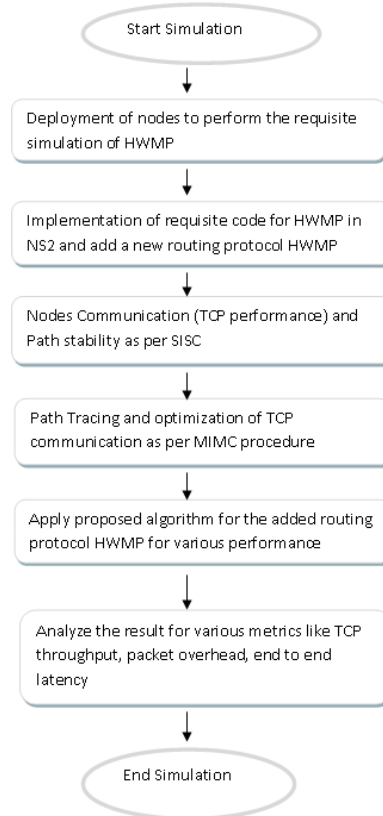 Start Simulation
Deployment of nodes to perform the requisite
simulation of HWMP
Implementation of requisite code for HWMP in
NS2 and add a new routing protocol HWMP
Nodes Communication (TCP performance) and
Path stability as per SISC
Path Tracing and optimization of TCP
communication as per MIMC procedure
Apply proposed algorithm for the added routing
protocol HWMP for various performance
Analyze the result for various metrics like TCP
throughput, packet overhead, end to end
latency
End Simulation